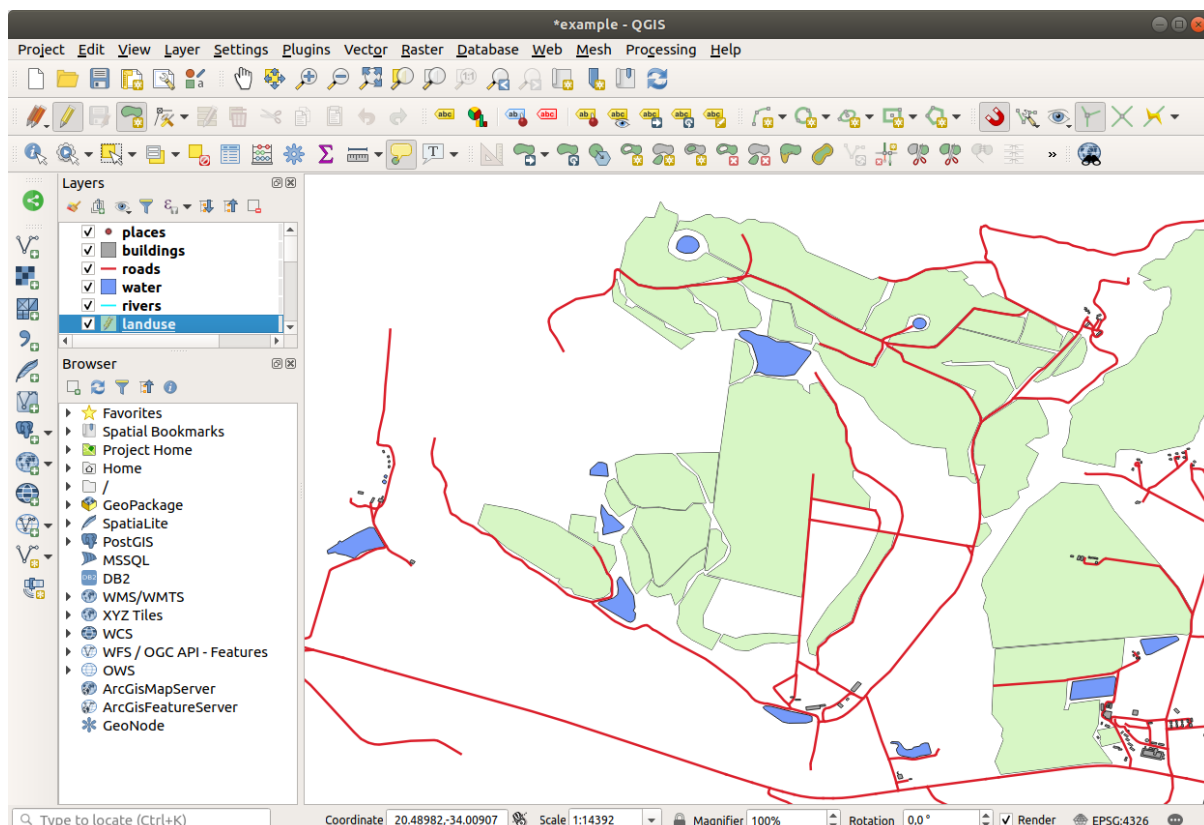 *example - QGIS
Project Edit View Layer Settings Plugins Vector Raster Database Web Mesh Processing Help
Layers
places
buildings
roads
water
rivers
landuse
Browser
Favorites
Spatial Bookmarks
Project Home
Home
/
GeoPackage
SpatiaLite
PostGIS
MSSQL
DB2
WMS/WMTS
XYZ Tiles
WCS
WFS / OGC API - Features
OWS
ArcGisMapServer
ArcGisFeatureServer
GeoNode
Type to locate (Ctrl+K) Coordinate 20.48982,-34.00907 Scale 1:14392 Magnifier 100% Rotation 0,0 ° Render EPSG:4326